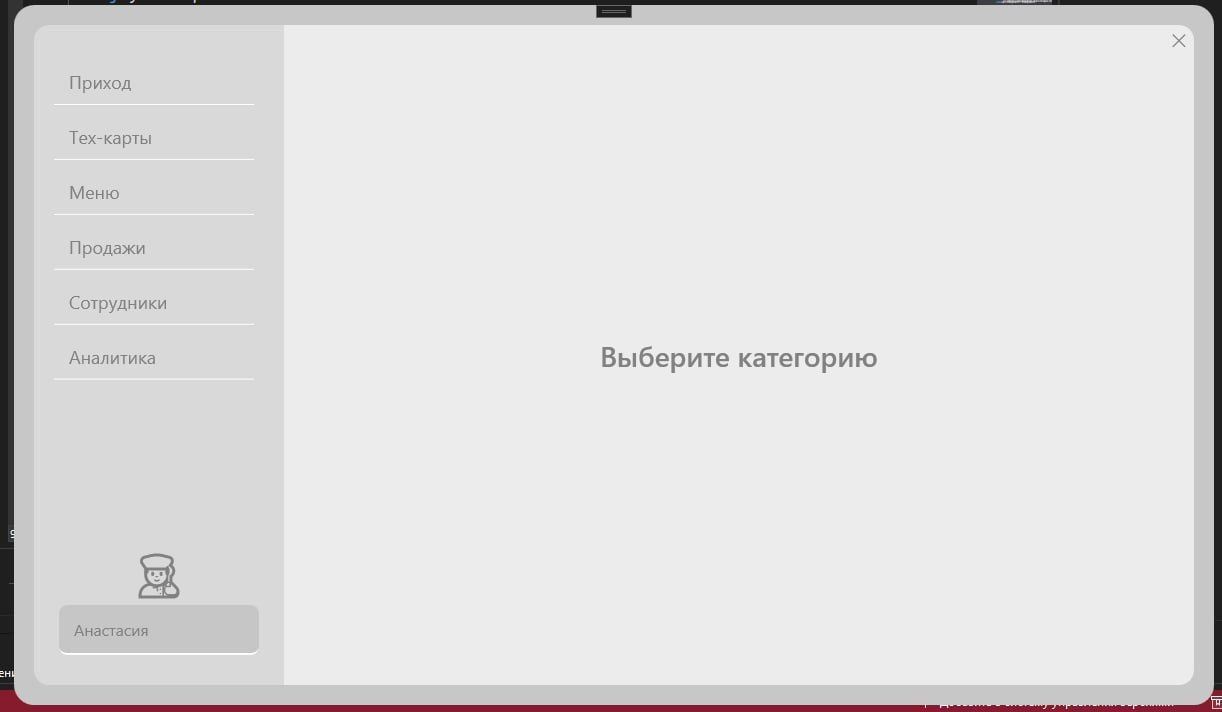 Приход
Тех-карты
Меню
Продажи
Сотрудники
Аналитика
Выберите категорию
Анастасия